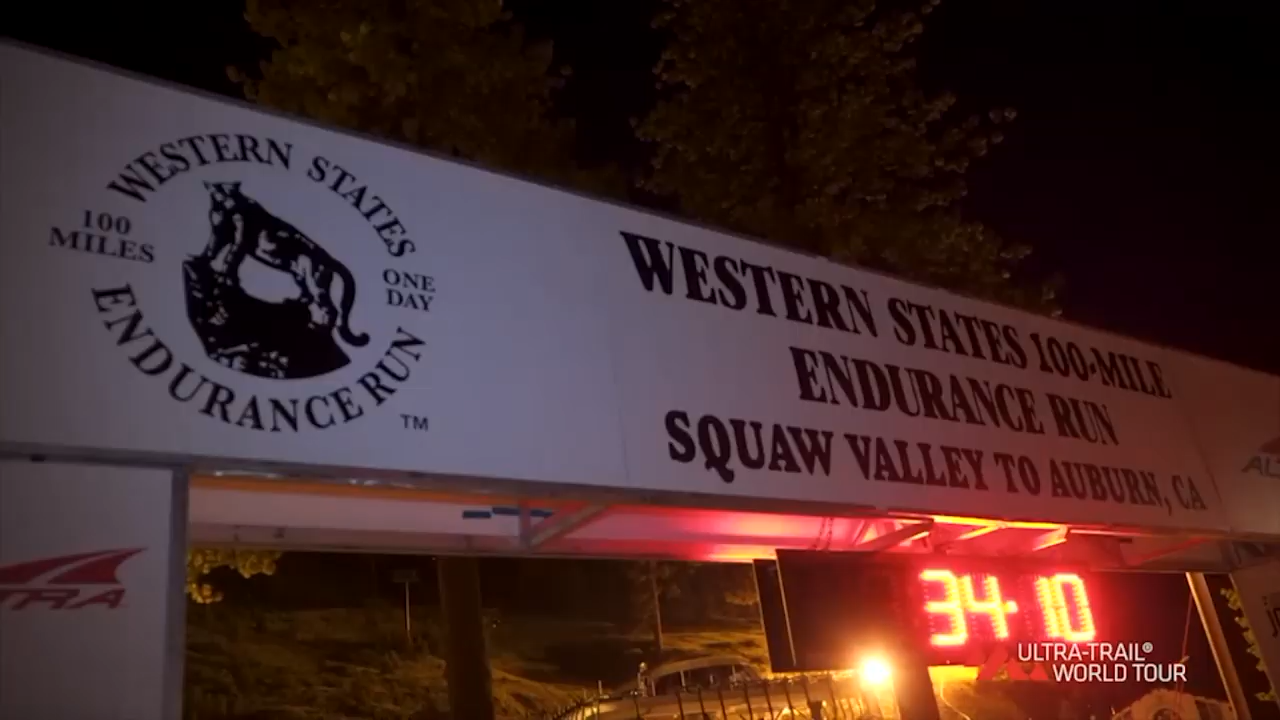 WESTERN STATES
100
MILES
ONE
DAY
ENDURANCE RUN
TM
WESTERN STATES 100-MILE
ENDURANCE RUN
SQUAW VALLEY TO AUBURN, CA
34:10
ULTRA-TRAIL®
WORLD TOUR